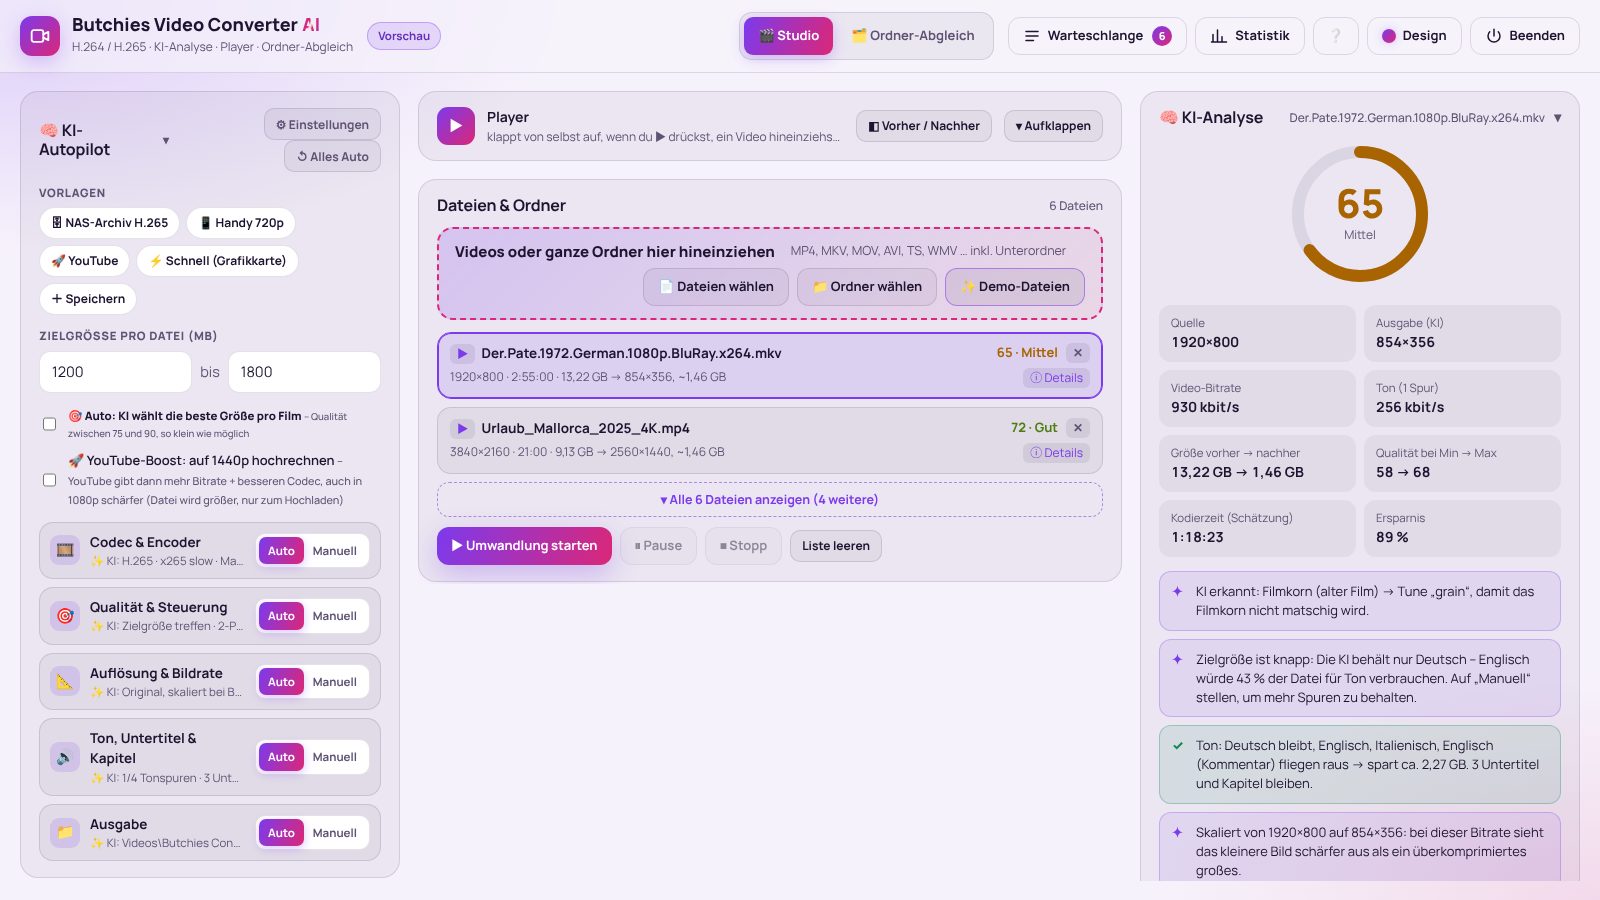 Butchies Video Converter AI
H.264 / H.265 · KI-Analyse · Player · Ordner-Abgleich
Vorschau
🎬 Studio
🗂️ Ordner-Abgleich
Warteschlange 6
Statistik
❔
Design
Beenden
🧠 KI-
Autopilot
▼
⚙ Einstellungen
↺ Alles Auto
VORLAGEN
🗄 NAS-Archiv H.265
📱 Handy 720p
🚀 YouTube
⚡ Schnell (Grafikkarte)
＋ Speichern
ZIELGRÖSSE PRO DATEI (MB)
1200 bis 1800
🎯 Auto: KI wählt die beste Größe pro Film – Qualität
zwischen 75 und 90, so klein wie möglich
🚀 YouTube-Boost: auf 1440p hochrechnen –
YouTube gibt dann mehr Bitrate + besseren Codec, auch in
1080p schärfer (Datei wird größer, nur zum Hochladen)
Codec & Encoder
✨ KI: H.265 · x265 slow · Ma…
Auto Manuell
Qualität & Steuerung
✨ KI: Zielgröße treffen · 2-P…
Auto Manuell
Auflösung & Bildrate
✨ KI: Original, skaliert bei B…
Auto Manuell
Ton, Untertitel &
Kapitel
✨ KI: 1/4 Tonspuren · 3 Unt…
Auto Manuell
Ausgabe
✨ KI: Videos\Butchies Con…
Auto Manuell
Player
klappt von selbst auf, wenn du ▶ drückst, ein Video hineinziehs…
◧ Vorher / Nachher
▾ Aufklappen
Dateien & Ordner
6 Dateien
Videos oder ganze Ordner hier hineinziehen
MP4, MKV, MOV, AVI, TS, WMV … inkl. Unterordner
📄 Dateien wählen
📁 Ordner wählen
✨ Demo-Dateien
▶ Der.Pate.1972.German.1080p.BluRay.x264.mkv
65 · Mittel ✕
1920×800 · 2:55:00 · 13,22 GB → 854×356, ~1,46 GB
ⓘ Details
▶ Urlaub_Mallorca_2025_4K.mp4
72 · Gut ✕
3840×2160 · 21:00 · 9,13 GB → 2560×1440, ~1,46 GB
ⓘ Details
▾ Alle 6 Dateien anzeigen (4 weitere)
▶ Umwandlung starten
⏸ Pause
■ Stopp
Liste leeren
🧠 KI-Analyse
Der.Pate.1972.German.1080p.BluRay.x264.mkv ▼
65
Mittel
Quelle
1920×800
Ausgabe (KI)
854×356
Video-Bitrate
930 kbit/s
Ton (1 Spur)
256 kbit/s
Größe vorher → nachher
13,22 GB → 1,46 GB
Qualität bei Min → Max
58 → 68
Kodierzeit (Schätzung)
1:18:23
Ersparnis
89 %
✦ KI erkannt: Filmkorn (alter Film) → Tune „grain“, damit das
Filmkorn nicht matschig wird.
✦ Zielgröße ist knapp: Die KI behält nur Deutsch – Englisch
würde 43 % der Datei für Ton verbrauchen. Auf „Manuell“
stellen, um mehr Spuren zu behalten.
✔ Ton: Deutsch bleibt, Englisch, Italienisch, Englisch
(Kommentar) fliegen raus → spart ca. 2,27 GB. 3 Untertitel
und Kapitel bleiben.
✦ Skaliert von 1920×800 auf 854×356: bei dieser Bitrate sieht
das kleinere Bild schärfer aus als ein überkomprimiertes
großes.